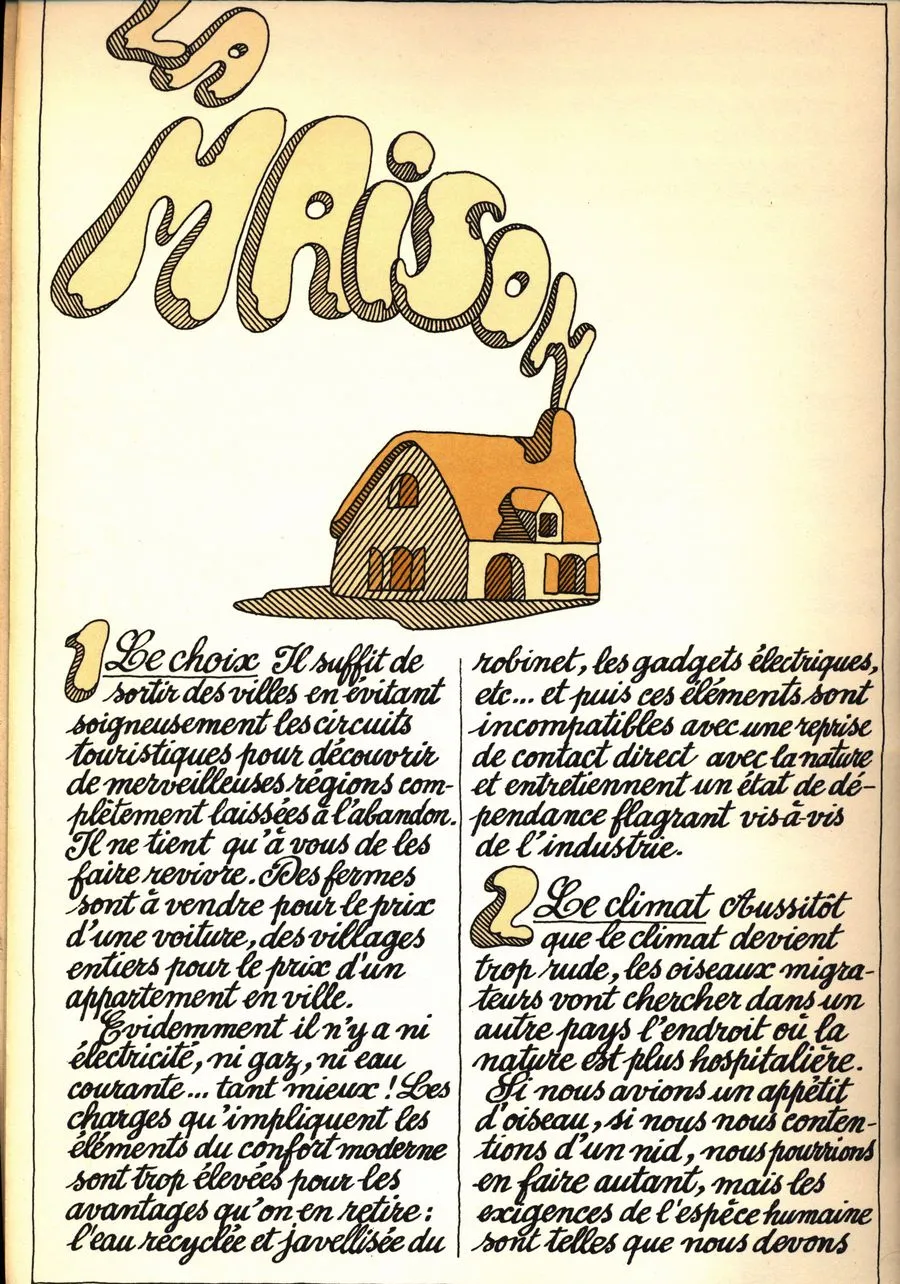 LA
MAiSON
1 Le choix Il suffit de
sortir des villes en évitant
soigneusement les circuits
touristiques pour découvrir
de merveilleuses régions com-
plètement laissées à l'abandon.
Il ne tient qu'à vous de les
faire revivre. Des fermes
sont à vendre pour le prix
d'une voiture, des villages
entiers pour le prix d'un
appartement en ville.
Evidemment il n'y a ni
électricité, ni gaz, ni eau
courante... tant mieux ! Les
charges qu'impliquent les
éléments du confort moderne
sont trop élevées pour les
avantages qu'on en retire :
l'eau recyclée et javellisée du
robinet, les gadgets électriques,
etc... et puis ces éléments sont
incompatibles avec une reprise
de contact direct avec la nature
et entretiennent un état de dé-
pendance flagrant vis-à-vis
de l'industrie.
2 Le climat Aussitôt
que le climat devient
trop rude, les oiseaux migra-
teurs vont chercher dans un
autre pays l'endroit où la
nature est plus hospitalière.
Si nous avions un appétit
d'oiseau, si nous nous conten-
tions d'un nid, nous pourrions
en faire autant, mais les
exigences de l'espèce humaine
sont telles que nous devons